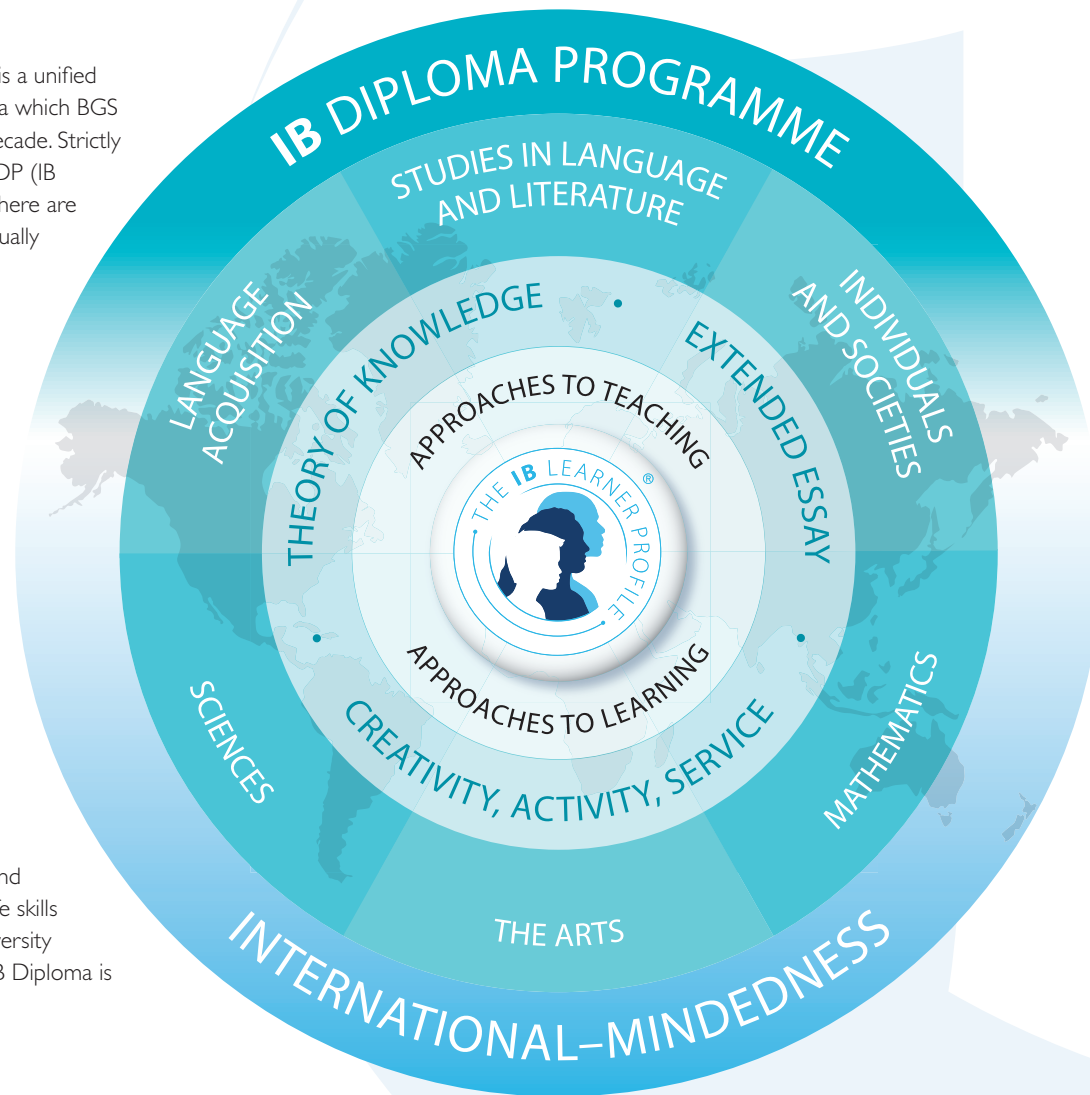 is a unified
a which BGS
ecade. Strictly
DP (IB
here are
ually
IB DIPLOMA PROGRAMME
STUDIES IN LANGUAGE
AND LITERATURE
LANGUAGE
ACQUISITION
INDIVIDUALS
AND SOCIETIES
THEORY OF KNOWLEDGE
EXTENDED ESSAY
APPROACHES TO TEACHING
THE IB LEARNER PROFILE®
APPROACHES TO LEARNING
CREATIVITY, ACTIVITY, SERVICE
SCIENCES
MATHEMATICS
THE ARTS
INTERNATIONAL–MINDEDNESS
nd
e skills
ersity
B Diploma is